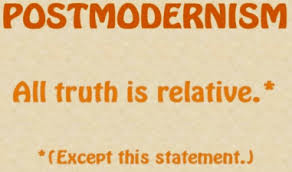 POSTMODERNISM
All truth is relative.*
*(Except this statement.)